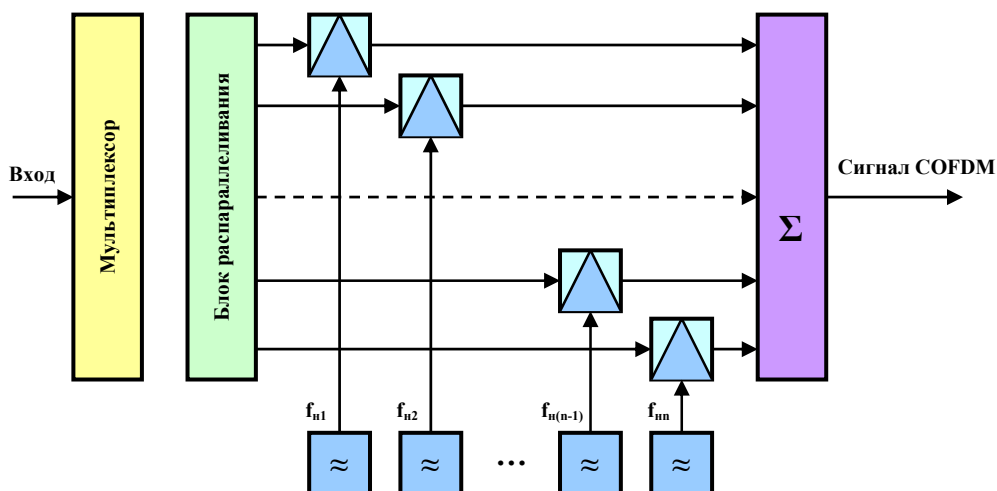 Вход
Мультиплексор
Блок распараллеливания
Σ
Сигнал COFDM
fн1
fн2
fн(n-1)
fнn
≈
≈
...
≈
≈